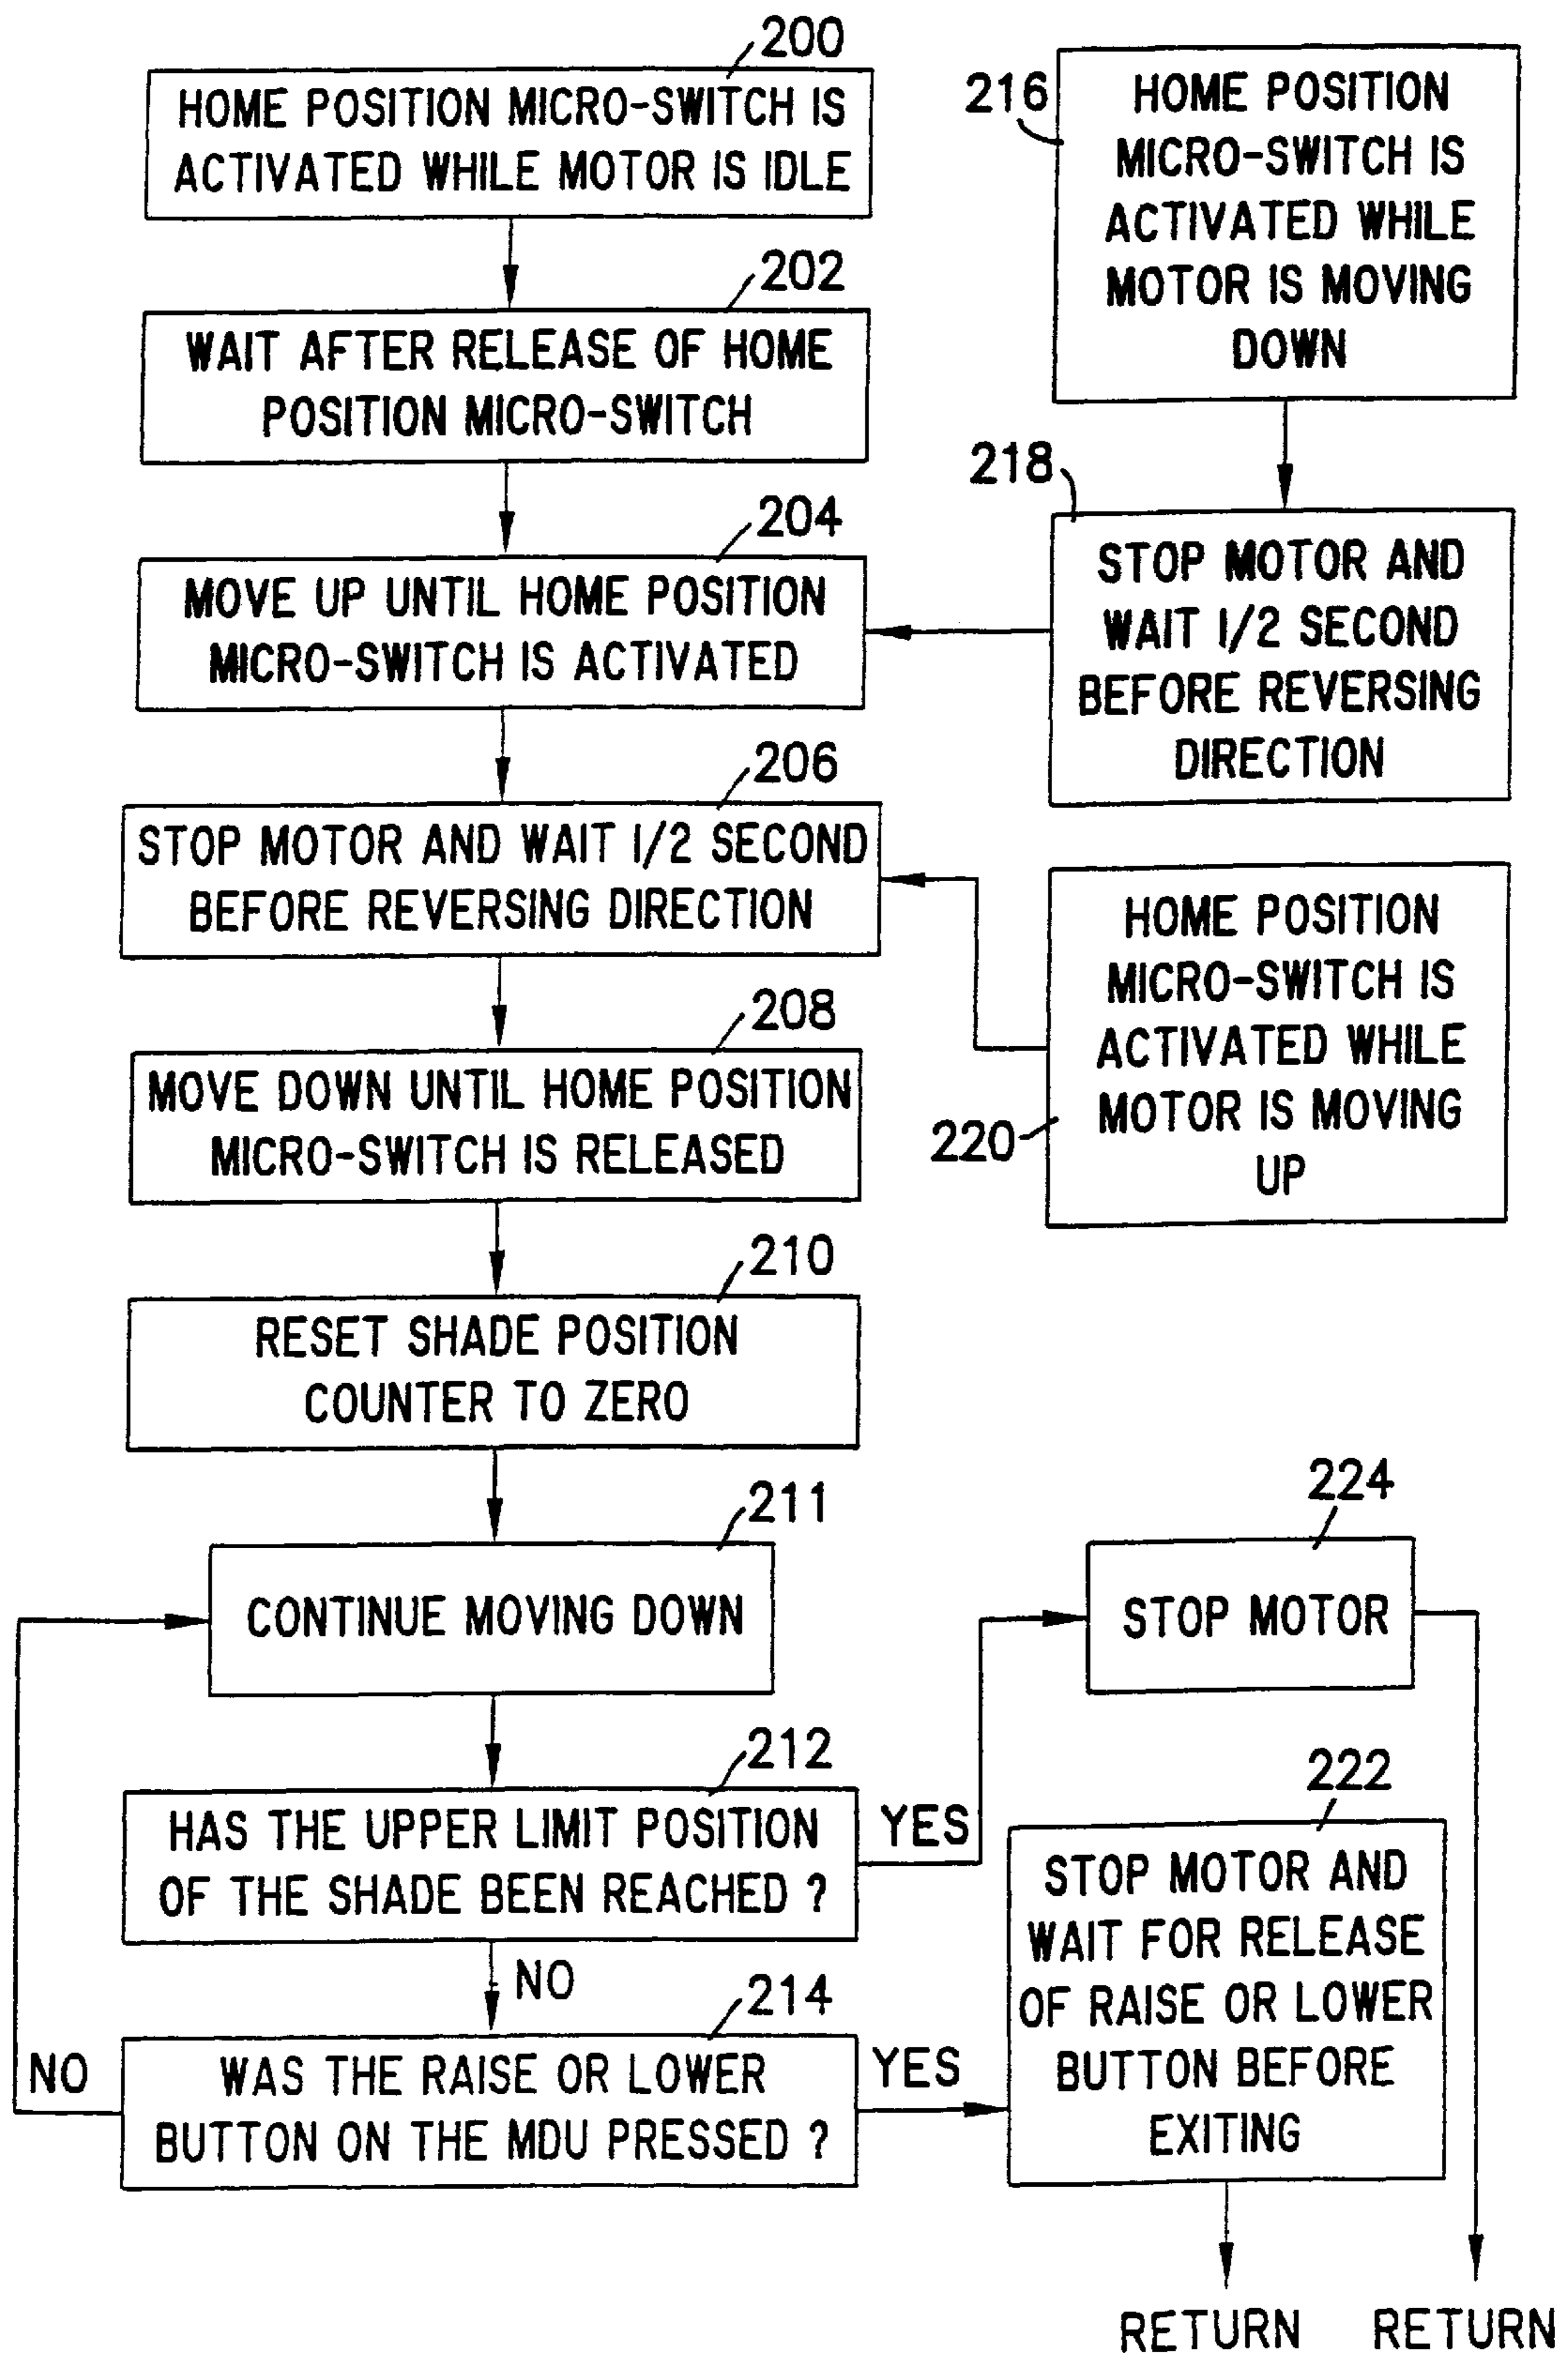 200
HOME POSITION MICRO-SWITCH IS
ACTIVATED WHILE MOTOR IS IDLE
202
WAIT AFTER RELEASE OF HOME
POSITION MICRO-SWITCH
204
MOVE UP UNTIL HOME POSITION
MICRO-SWITCH IS ACTIVATED
206
STOP MOTOR AND WAIT 1/2 SECOND
BEFORE REVERSING DIRECTION
208
MOVE DOWN UNTIL HOME POSITION
MICRO-SWITCH IS RELEASED
210
RESET SHADE POSITION
COUNTER TO ZERO
211
CONTINUE MOVING DOWN
212
HAS THE UPPER LIMIT POSITION
OF THE SHADE BEEN REACHED ?
YES
NO
214
WAS THE RAISE OR LOWER
BUTTON ON THE MDU PRESSED ?
NO
YES
216
HOME POSITION
MICRO-SWITCH IS
ACTIVATED WHILE
MOTOR IS MOVING
DOWN
218
STOP MOTOR AND
WAIT 1/2 SECOND
BEFORE REVERSING
DIRECTION
HOME POSITION
MICRO-SWITCH IS
ACTIVATED WHILE
MOTOR IS MOVING
UP
220
224
STOP MOTOR
222
STOP MOTOR AND
WAIT FOR RELEASE
OF RAISE OR LOWER
BUTTON BEFORE
EXITING
RETURN
RETURN